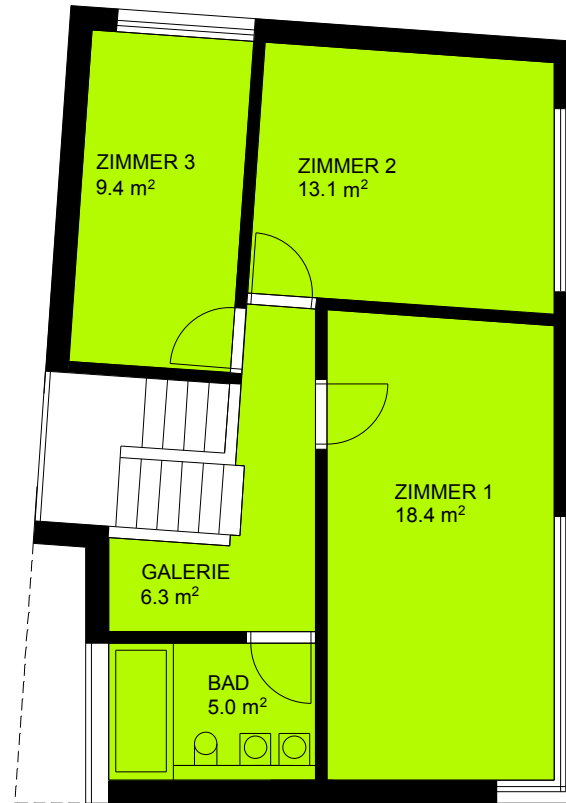 ZIMMER 3
9.4 m²
ZIMMER 2
13.1 m²
ZIMMER 1
18.4 m²
GALERIE
6.3 m²
BAD
5.0 m²